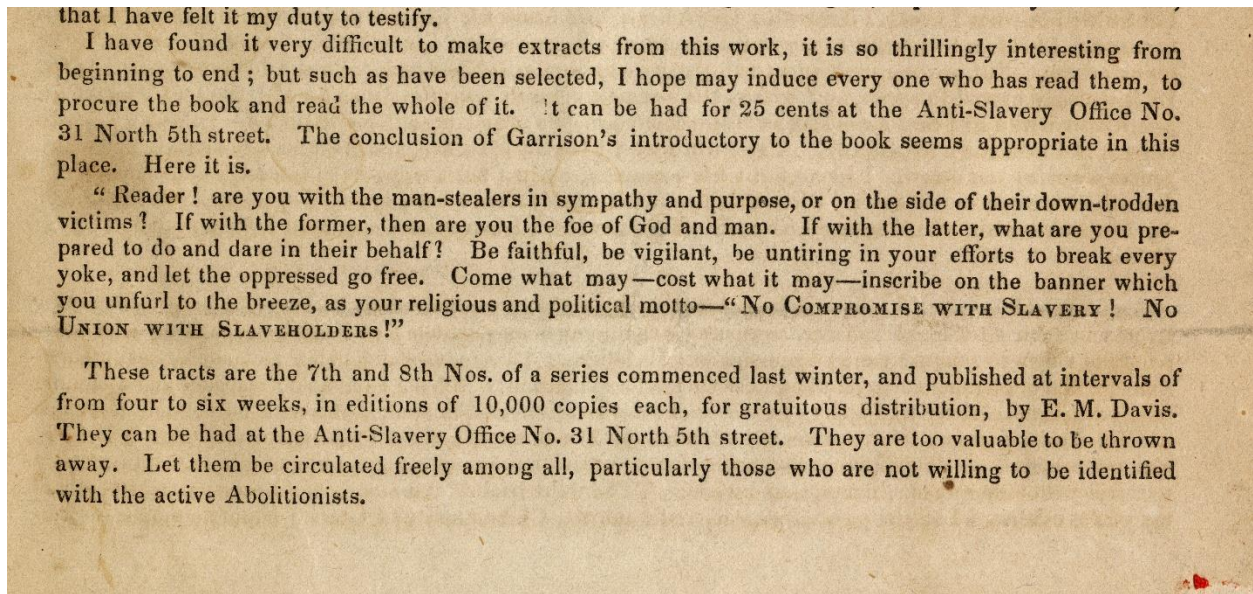 that I have felt it my duty to testify.
I have found it very difficult to make extracts from this work, it is so thrillingly interesting from
beginning to end ; but such as have been selected, I hope may induce every one who has read them, to
procure the book and read the whole of it. It can be had for 25 cents at the Anti-Slavery Office No.
31 North 5th street. The conclusion of Garrison's introductory to the book seems appropriate in this
place. Here it is.
" Reader ! are you with the man-stealers in sympathy and purpose, or on the side of their down-trodden
victims ? If with the former, then are you the foe of God and man. If with the latter, what are you pre-
pared to do and dare in their behalf ? Be faithful, be vigilant, be untiring in your efforts to break every
yoke, and let the oppressed go free. Come what may—cost what it may—inscribe on the banner which
you unfurl to the breeze, as your religious and political motto—" No Compromise with Slavery ! No
Union with Slaveholders !"
These tracts are the 7th and 8th Nos. of a series commenced last winter, and published at intervals of
from four to six weeks, in editions of 10,000 copies each, for gratuitous distribution, by E. M. Davis.
They can be had at the Anti-Slavery Office No. 31 North 5th street. They are too valuable to be thrown
away. Let them be circulated freely among all, particularly those who are not willing to be identified
with the active Abolitionists.